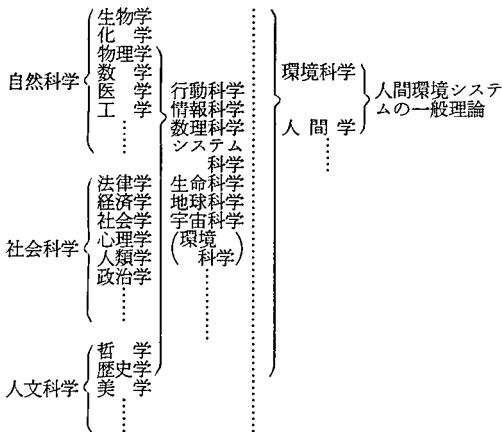 自然科学
生物学
化学
物理学
数学
医学
工学
社会科学
法律学
経済学
社会学
心理学
人類学
政治学
人文科学
哲学
歴史学
美学
行動科学
情報科学
数理科学
システム
科学
生命科学
地球科学
宇宙科学
(環境
科学)
環境科学
人間学
人間環境システ
ムの一般理論